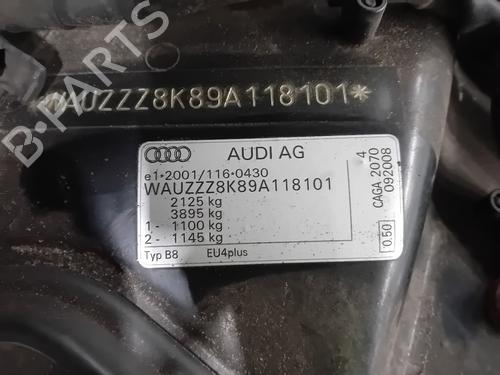 *WAUZZZ8K89A118101*
AUDI AG
e1*2001/116*0430
WAUZZZ8K89A118101
2125 kg
3895 kg
1- 1100 kg
2- 1145 kg
Typ B8 EU4plus
4
CAGA 2070
092008
0.50
B-PARTS
B-PARTS